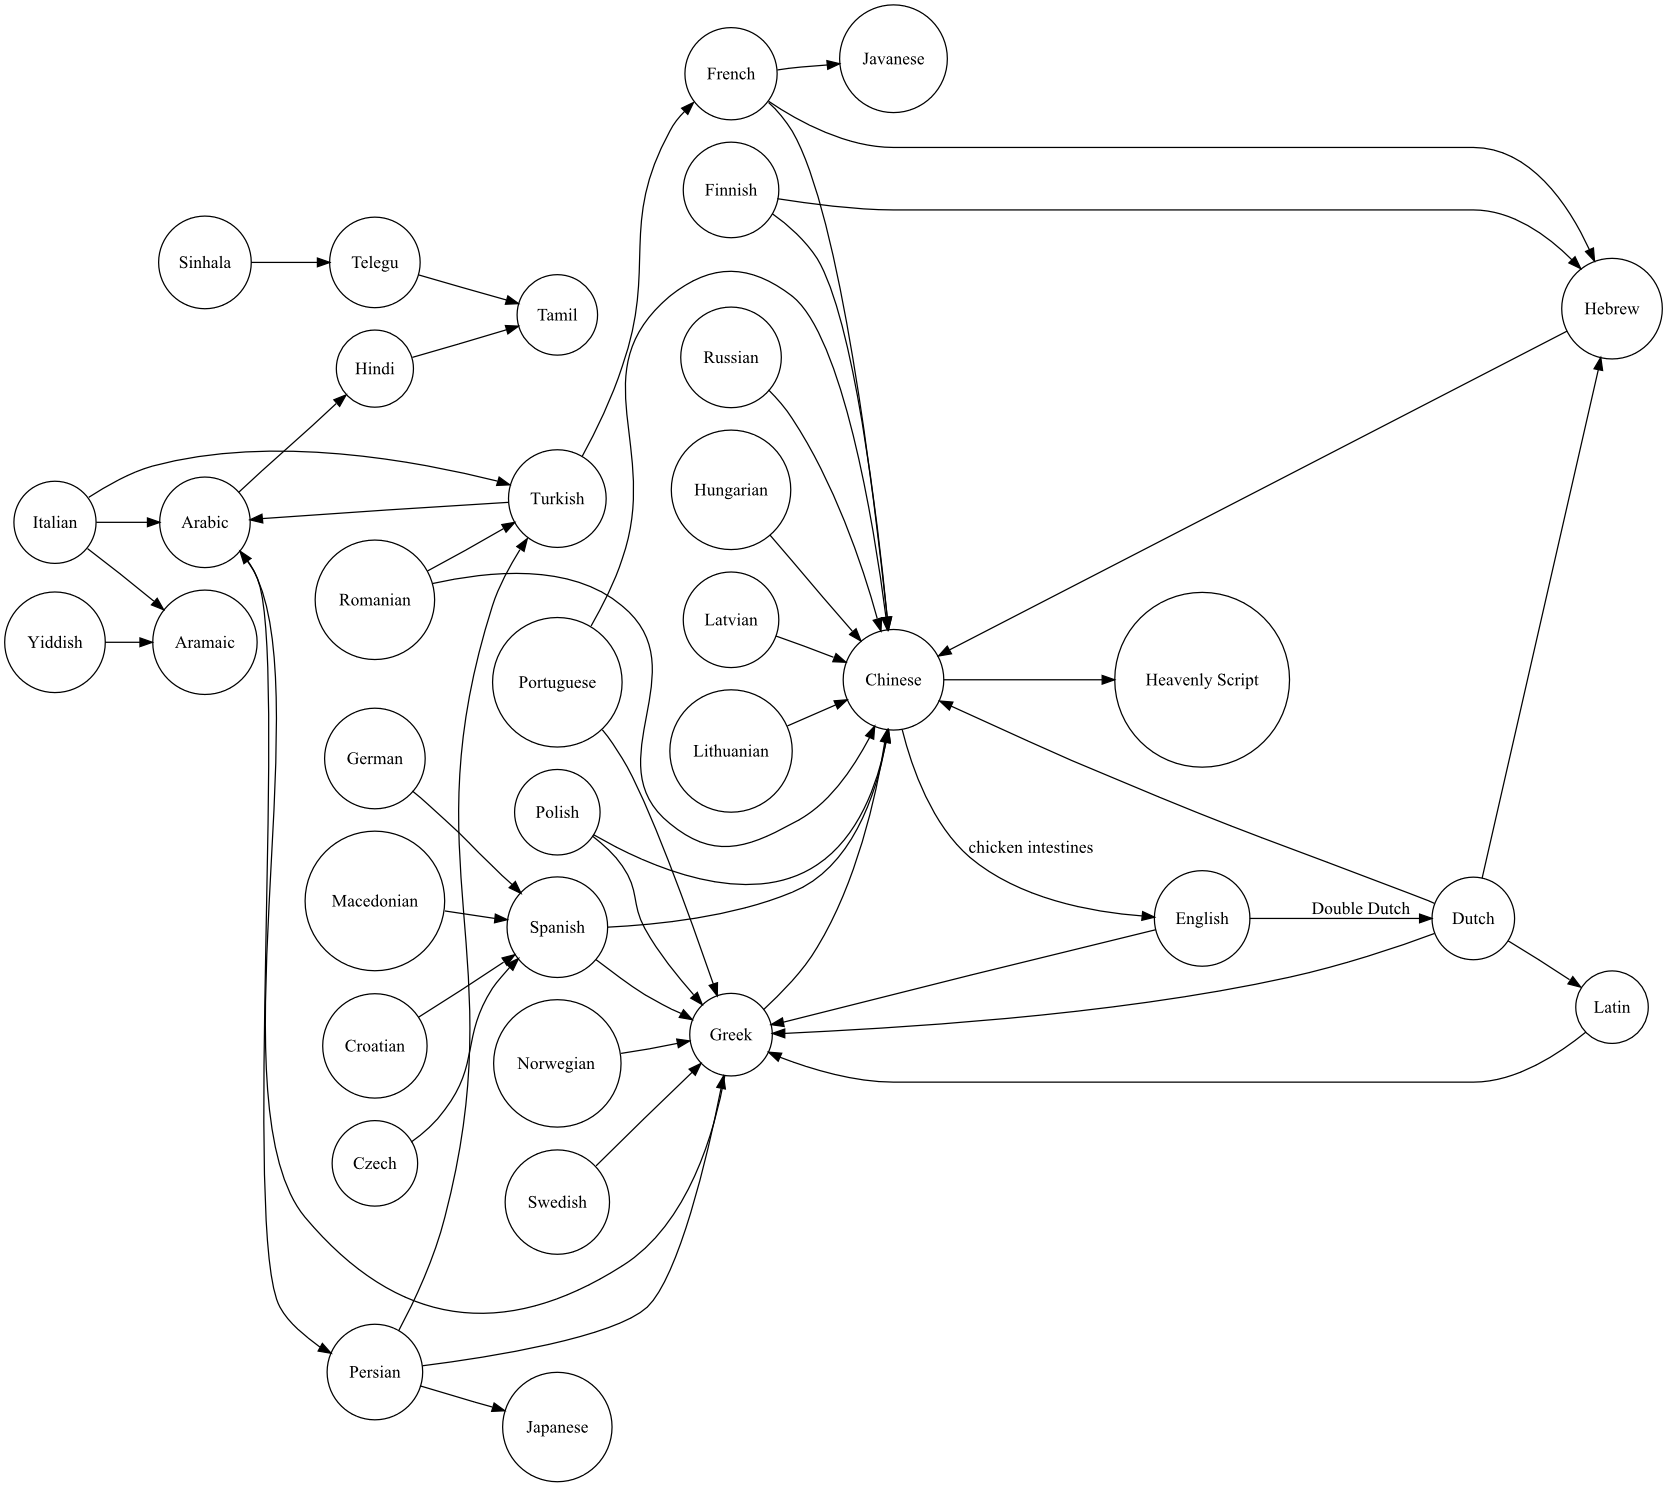 French
Javanese
Finnish
Sinhala
Telegu
Tamil
Hebrew
Russian
Hindi
Hungarian
Turkish
Italian
Arabic
Romanian
Latvian
Yiddish
Aramaic
Portuguese
Chinese
Heavenly Script
Lithuanian
German
Polish
chicken intestines
Macedonian
Spanish
English
Double Dutch
Dutch
Latin
Croatian
Norwegian
Greek
Czech
Swedish
Persian
Japanese